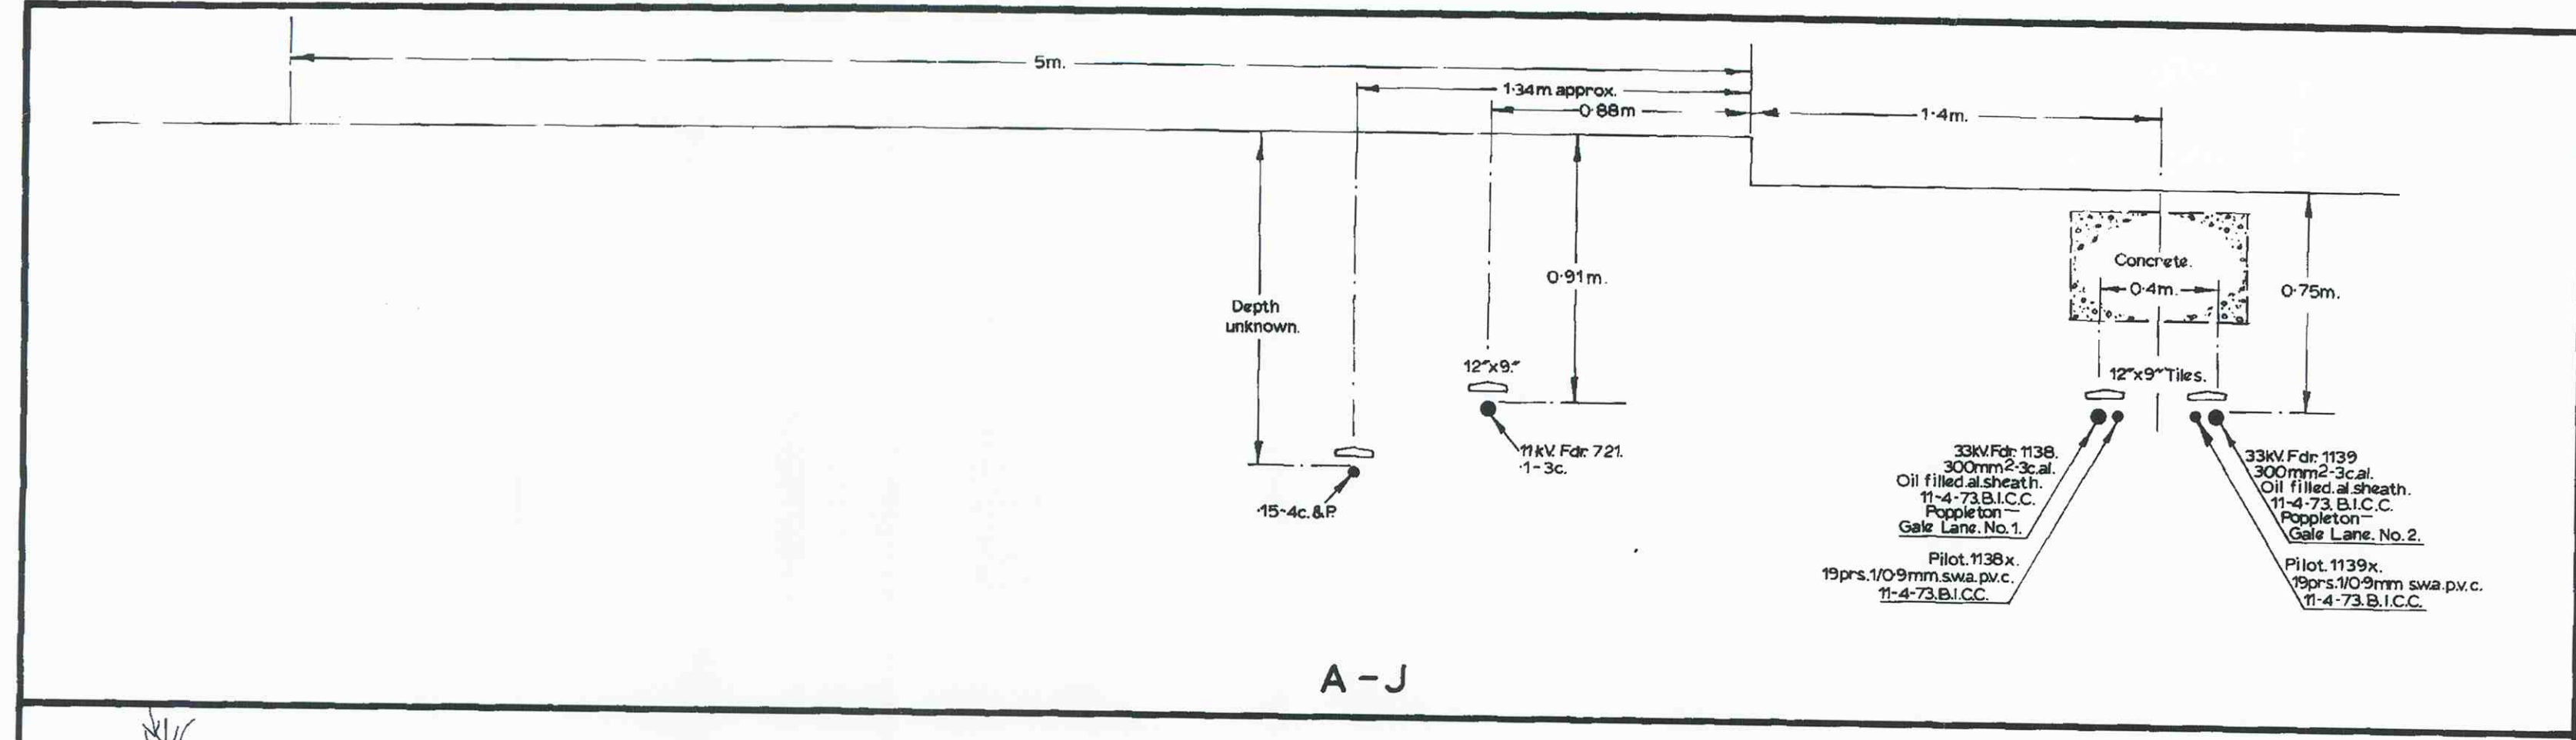 5m.
1·34m approx.
0·88m
1·4m.
Depth
unknown.
0·91m.
12"x9."
11kV. Fdr. 721.
·1-3c.
·15-4c.&P.
Concrete.
0·4m.
0·75m.
12"x9" Tiles.
33kV. Fdr. 1138.
300mm2-3c.al.
Oil filled.al.sheath.
11-4-73.B.I.C.C.
Poppleton—
Gale Lane. No.1.
Pilot.1138x.
19prs.1/0·9mm.s.w.a.p.v.c.
11-4-73.B.I.C.C.
33kV. Fdr. 1139
300mm2-3c.al.
Oil filled.al.sheath.
11-4-73. B.I.C.C.
Poppleton—
Gale Lane. No.2.
Pilot.1139x.
19prs.1/0·9mm s.w.a.p.v.c.
11-4-73.B.I.C.C.
A-J